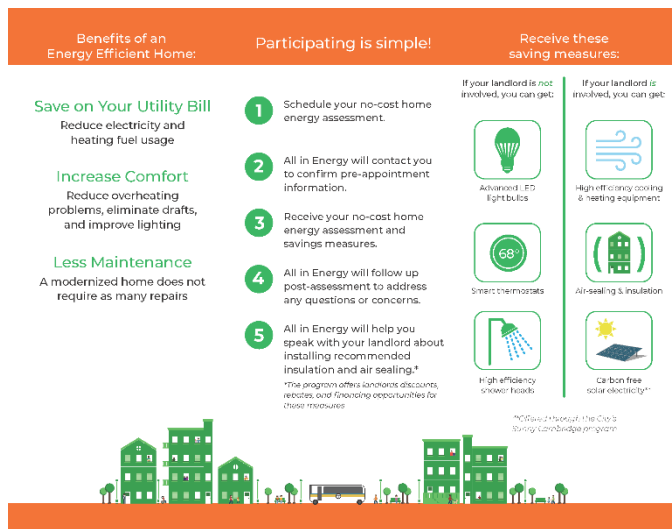 Benefits of an
Energy Efficient Home:
Save on Your Utility Bill
Reduce electricity and
heating fuel usage
Increase Comfort
Reduce overheating
problems, eliminate drafts,
and improve lighting
Less Maintenance
A modernized home does not
require as many repairs
Participating is simple!
1 Schedule your no-cost home
energy assessment.
2 All in Energy will contact you
to confirm pre-appointment
information.
3 Receive your no-cost home
energy assessment and
savings measures.
4 All in Energy will follow up
post-assessment to address
any questions or concerns.
5 All in Energy will help you
speak with your landlord about
installing recommended
insulation and air sealing.*
*The program offers landlords discounts,
rebates, and financing opportunities for
these measures
Receive these
saving measures:
If your landlord is not
involved, you can get:
Advanced LED
light bulbs
68°
Smart thermostats
High efficiency
shower heads
If your landlord is
involved, you can get:
High efficiency cooling
& heating equipment
Air-sealing & insulation
Carbon free
solar electricity**
**Offered through the City's
Sunny Cambridge program